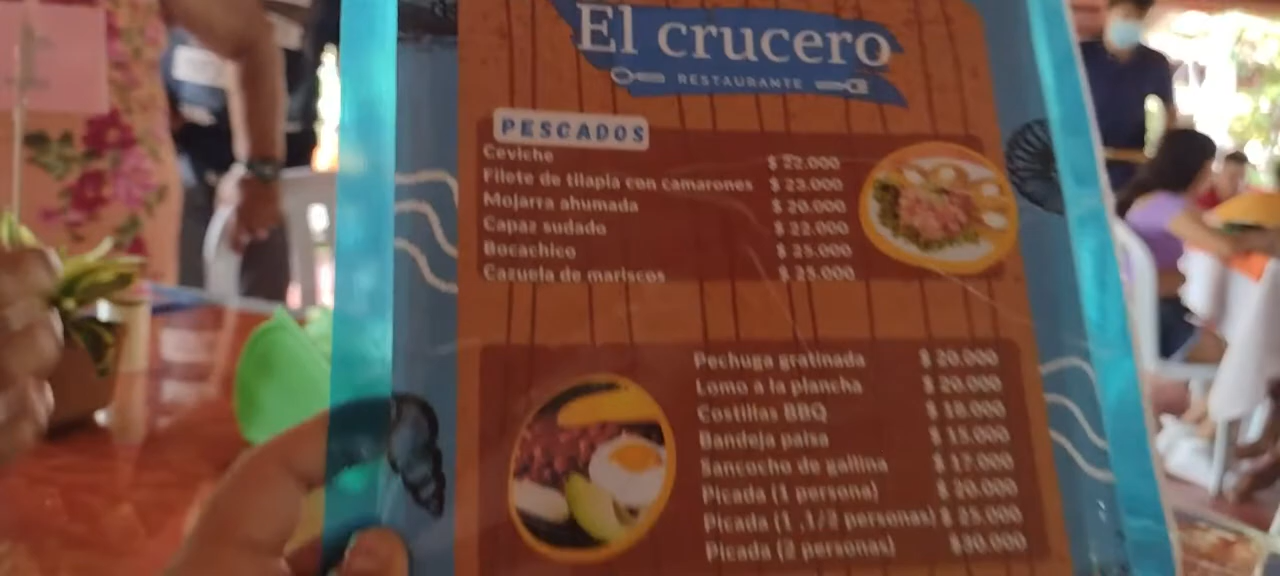 El crucero
RESTAURANTE
PESCADOS
Ceviche $ 22.000
Filete de tilapia con camarones $ 23.000
Mojarra ahumada $ 20.000
Capaz sudado $ 22.000
Bocachico $ 25.000
Cazuela de mariscos $ 25.000
Pechuga gratinada $ 20.000
Lomo a la plancha $ 20.000
Costillas BBQ $ 18.000
Bandeja paisa $ 15.000
Sancocho de gallina $ 17.000
Picada (1 persona) $ 20.000
Picada (1 ,1/2 personas) $ 25.000
Picada (2 personas) $30.000